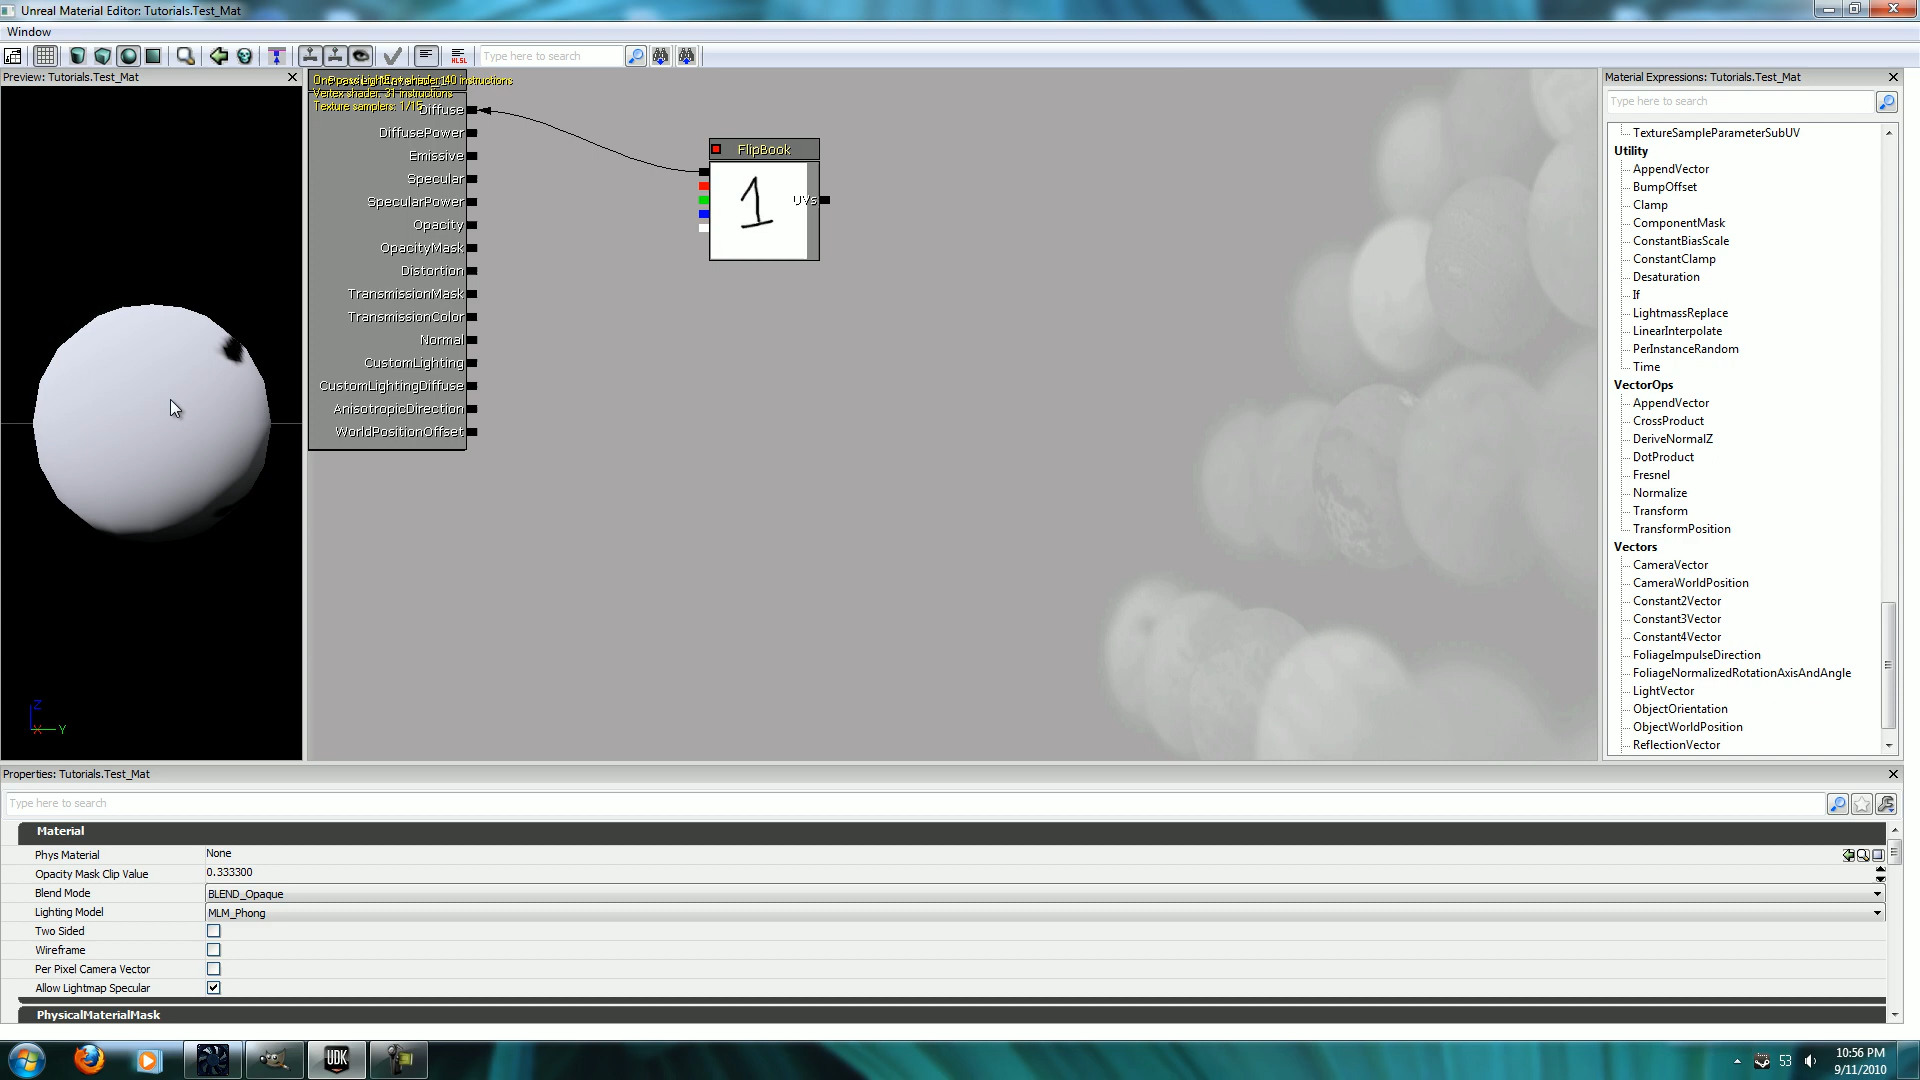 Unreal Material Editor: Tutorials.Test_Mat
Window
HLSL
Type here to search
Preview: Tutorials.Test_Mat
Z
X
Y
instructions
Vertex shader, 31 instructions
Texture samplers: 1/15
Diffuse
DiffusePower
Emissive
Specular
SpecularPower
Opacity
OpacityMask
Distortion
TransmissionMask
TransmissionColor
Normal
CustomLighting
CustomLightingDiffuse
AnisotropicDirection
WorldPositionOffset
FlipBook
1
UVs
Material Expressions: Tutorials.Test_Mat
Type here to search
TextureSampleParameterSubUV
Utility
AppendVector
BumpOffset
Clamp
ComponentMask
ConstantBiasScale
ConstantClamp
Desaturation
If
LightmassReplace
LinearInterpolate
PerInstanceRandom
Time
VectorOps
AppendVector
CrossProduct
DeriveNormalZ
DotProduct
Fresnel
Normalize
Transform
TransformPosition
Vectors
CameraVector
CameraWorldPosition
Constant2Vector
Constant3Vector
Constant4Vector
FoliageImpulseDirection
FoliageNormalizedRotationAxisAndAngle
LightVector
ObjectOrientation
ObjectWorldPosition
ReflectionVector
Properties: Tutorials.Test_Mat
Type here to search
Material
Phys Material None
Opacity Mask Clip Value 0.333300
Blend Mode BLEND_Opaque
Lighting Model MLM_Phong
Two Sided
Wireframe
Per Pixel Camera Vector
Allow Lightmap Specular
PhysicalMaterialMask
UDK
53
10:56 PM
9/11/2010